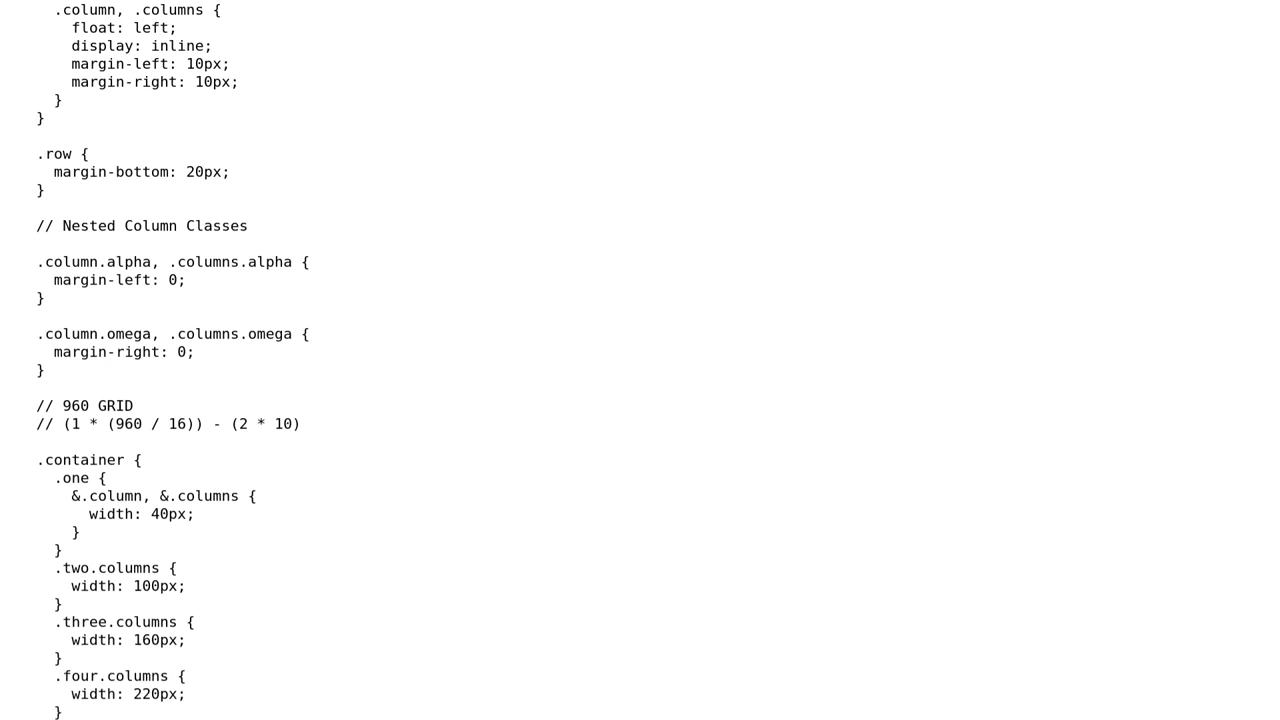 .column, .columns {
    float: left;
    display: inline;
    margin-left: 10px;
    margin-right: 10px;
  }
}

.row {
  margin-bottom: 20px;
}

// Nested Column Classes

.column.alpha, .columns.alpha {
  margin-left: 0;
}

.column.omega, .columns.omega {
  margin-right: 0;
}

// 960 GRID
// (1 * (960 / 16)) - (2 * 10)

.container {
  .one {
    &.column, &.columns {
      width: 40px;
    }
  }
  .two.columns {
    width: 100px;
  }
  .three.columns {
    width: 160px;
  }
  .four.columns {
    width: 220px;
  }